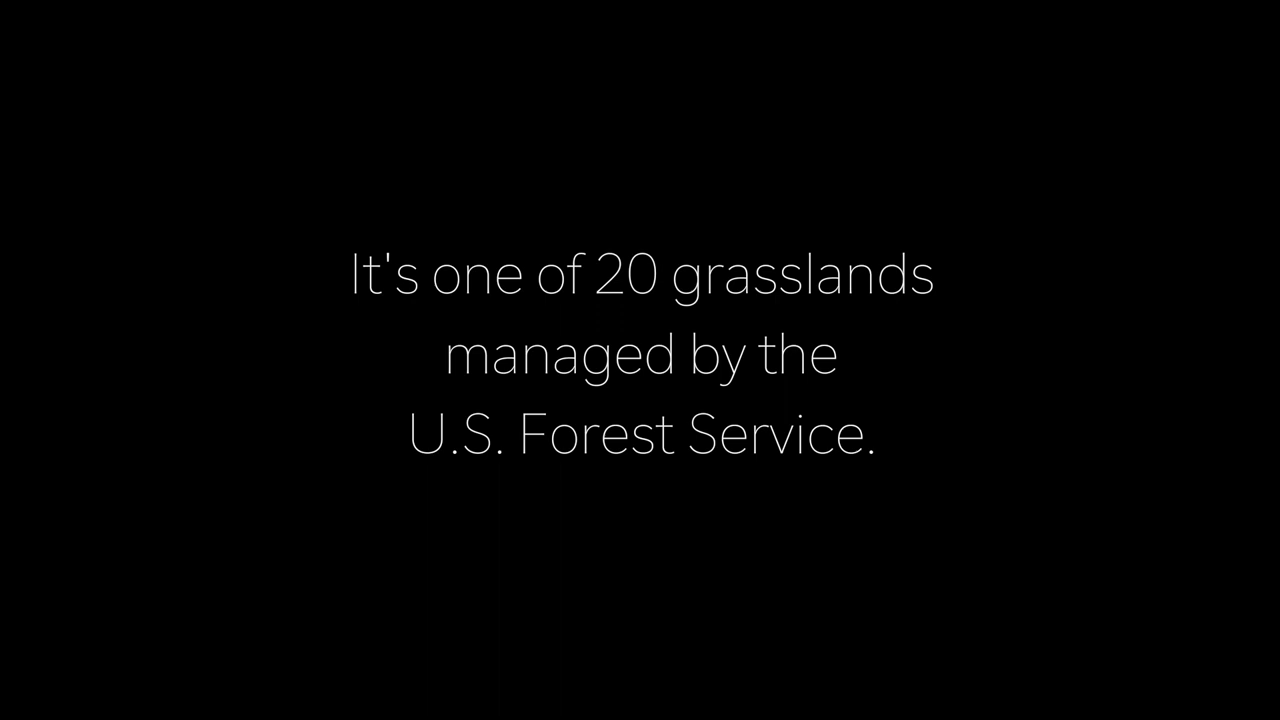 It's one of 20 grasslands
managed by the
U.S. Forest Service.